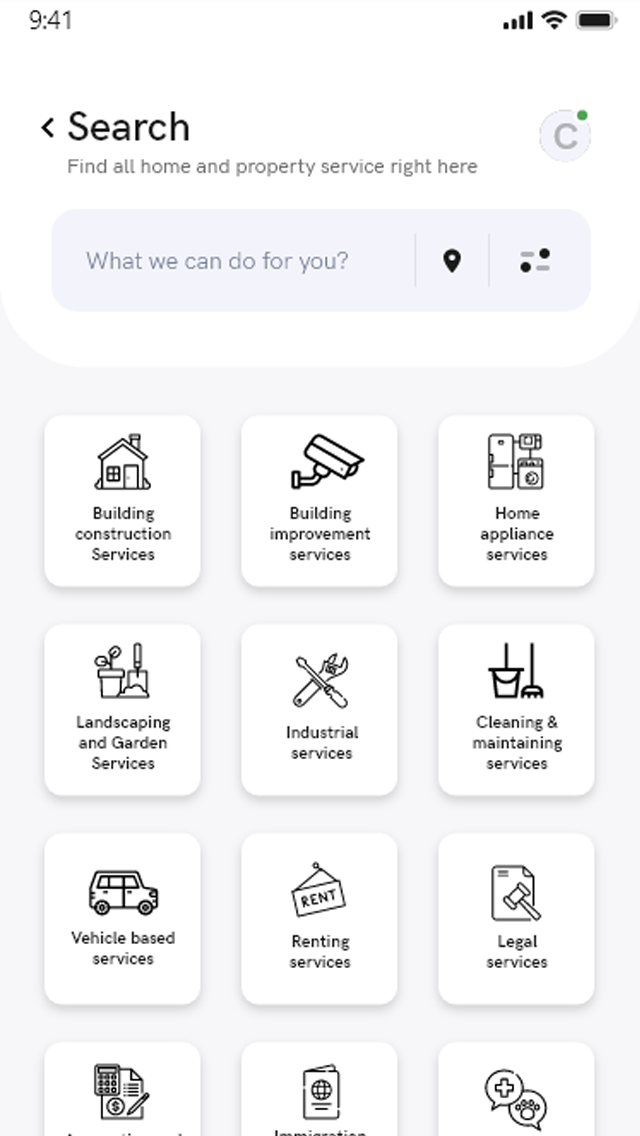 9:41
Search
C
Find all home and property service right here
What we can do for you?
Building
construction
Services
Building
improvement
services
Home
appliance
services
Landscaping
and Garden
Services
Industrial
services
Cleaning &
maintaining
services
Vehicle based
services
RENT
Renting
services
Legal
services
Immigration